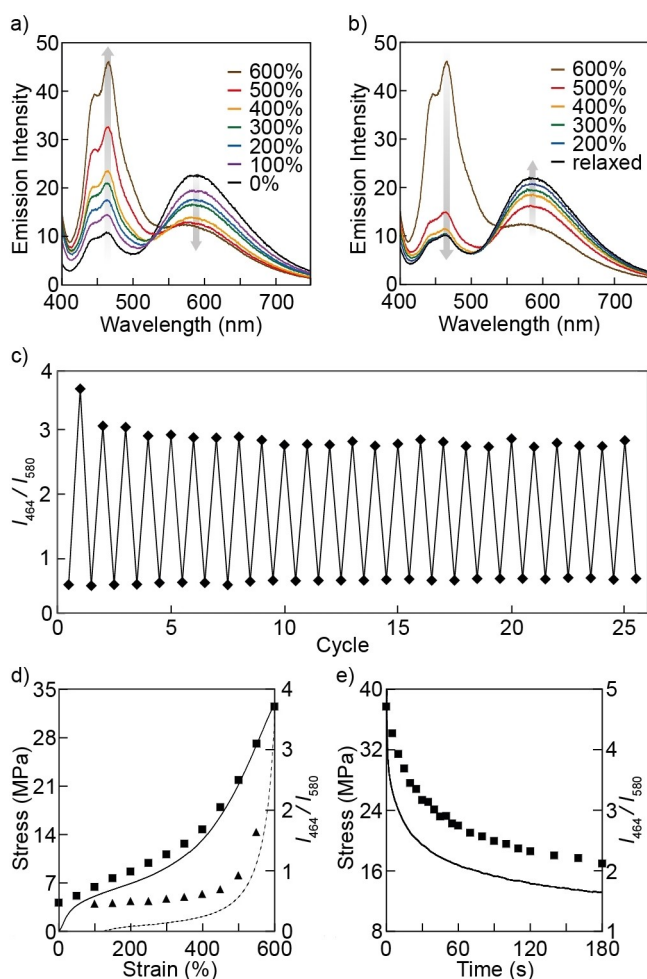 a)
50
40
30
20
10
0
Emission Intensity
600%
500%
400%
300%
200%
100%
0%
400 500 600 700
Wavelength (nm)
b)
50
40
30
20
10
0
Emission Intensity
600%
500%
400%
300%
200%
relaxed
400 500 600 700
Wavelength (nm)
c)
4
3
2
1
0
I464/I580
0 5 10 15 20 25
Cycle
d)
35
28
21
14
7
0
Stress (MPa)
4
3
2
1
0
I464/I580
0 100 200 300 400 500 600
Strain (%)
e)
40
32
24
16
8
Stress (MPa)
5
4
3
2
1
I464/I580
0 60 120 180
Time (s)